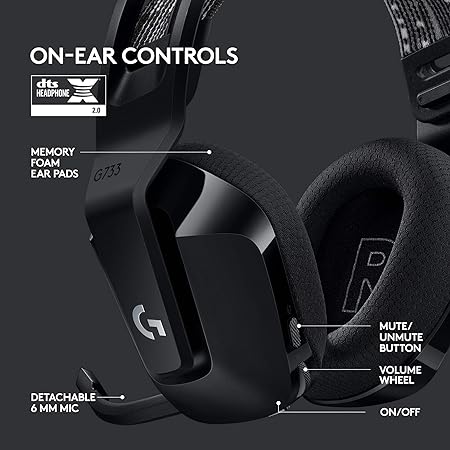 ON-EAR CONTROLS
dts
HEADPHONE X
2.0
MEMORY
FOAM
EAR PADS
G733
G
R
MUTE/
UNMUTE
BUTTON
VOLUME
WHEEL
DETACHABLE
6 MM MIC
ON/OFF